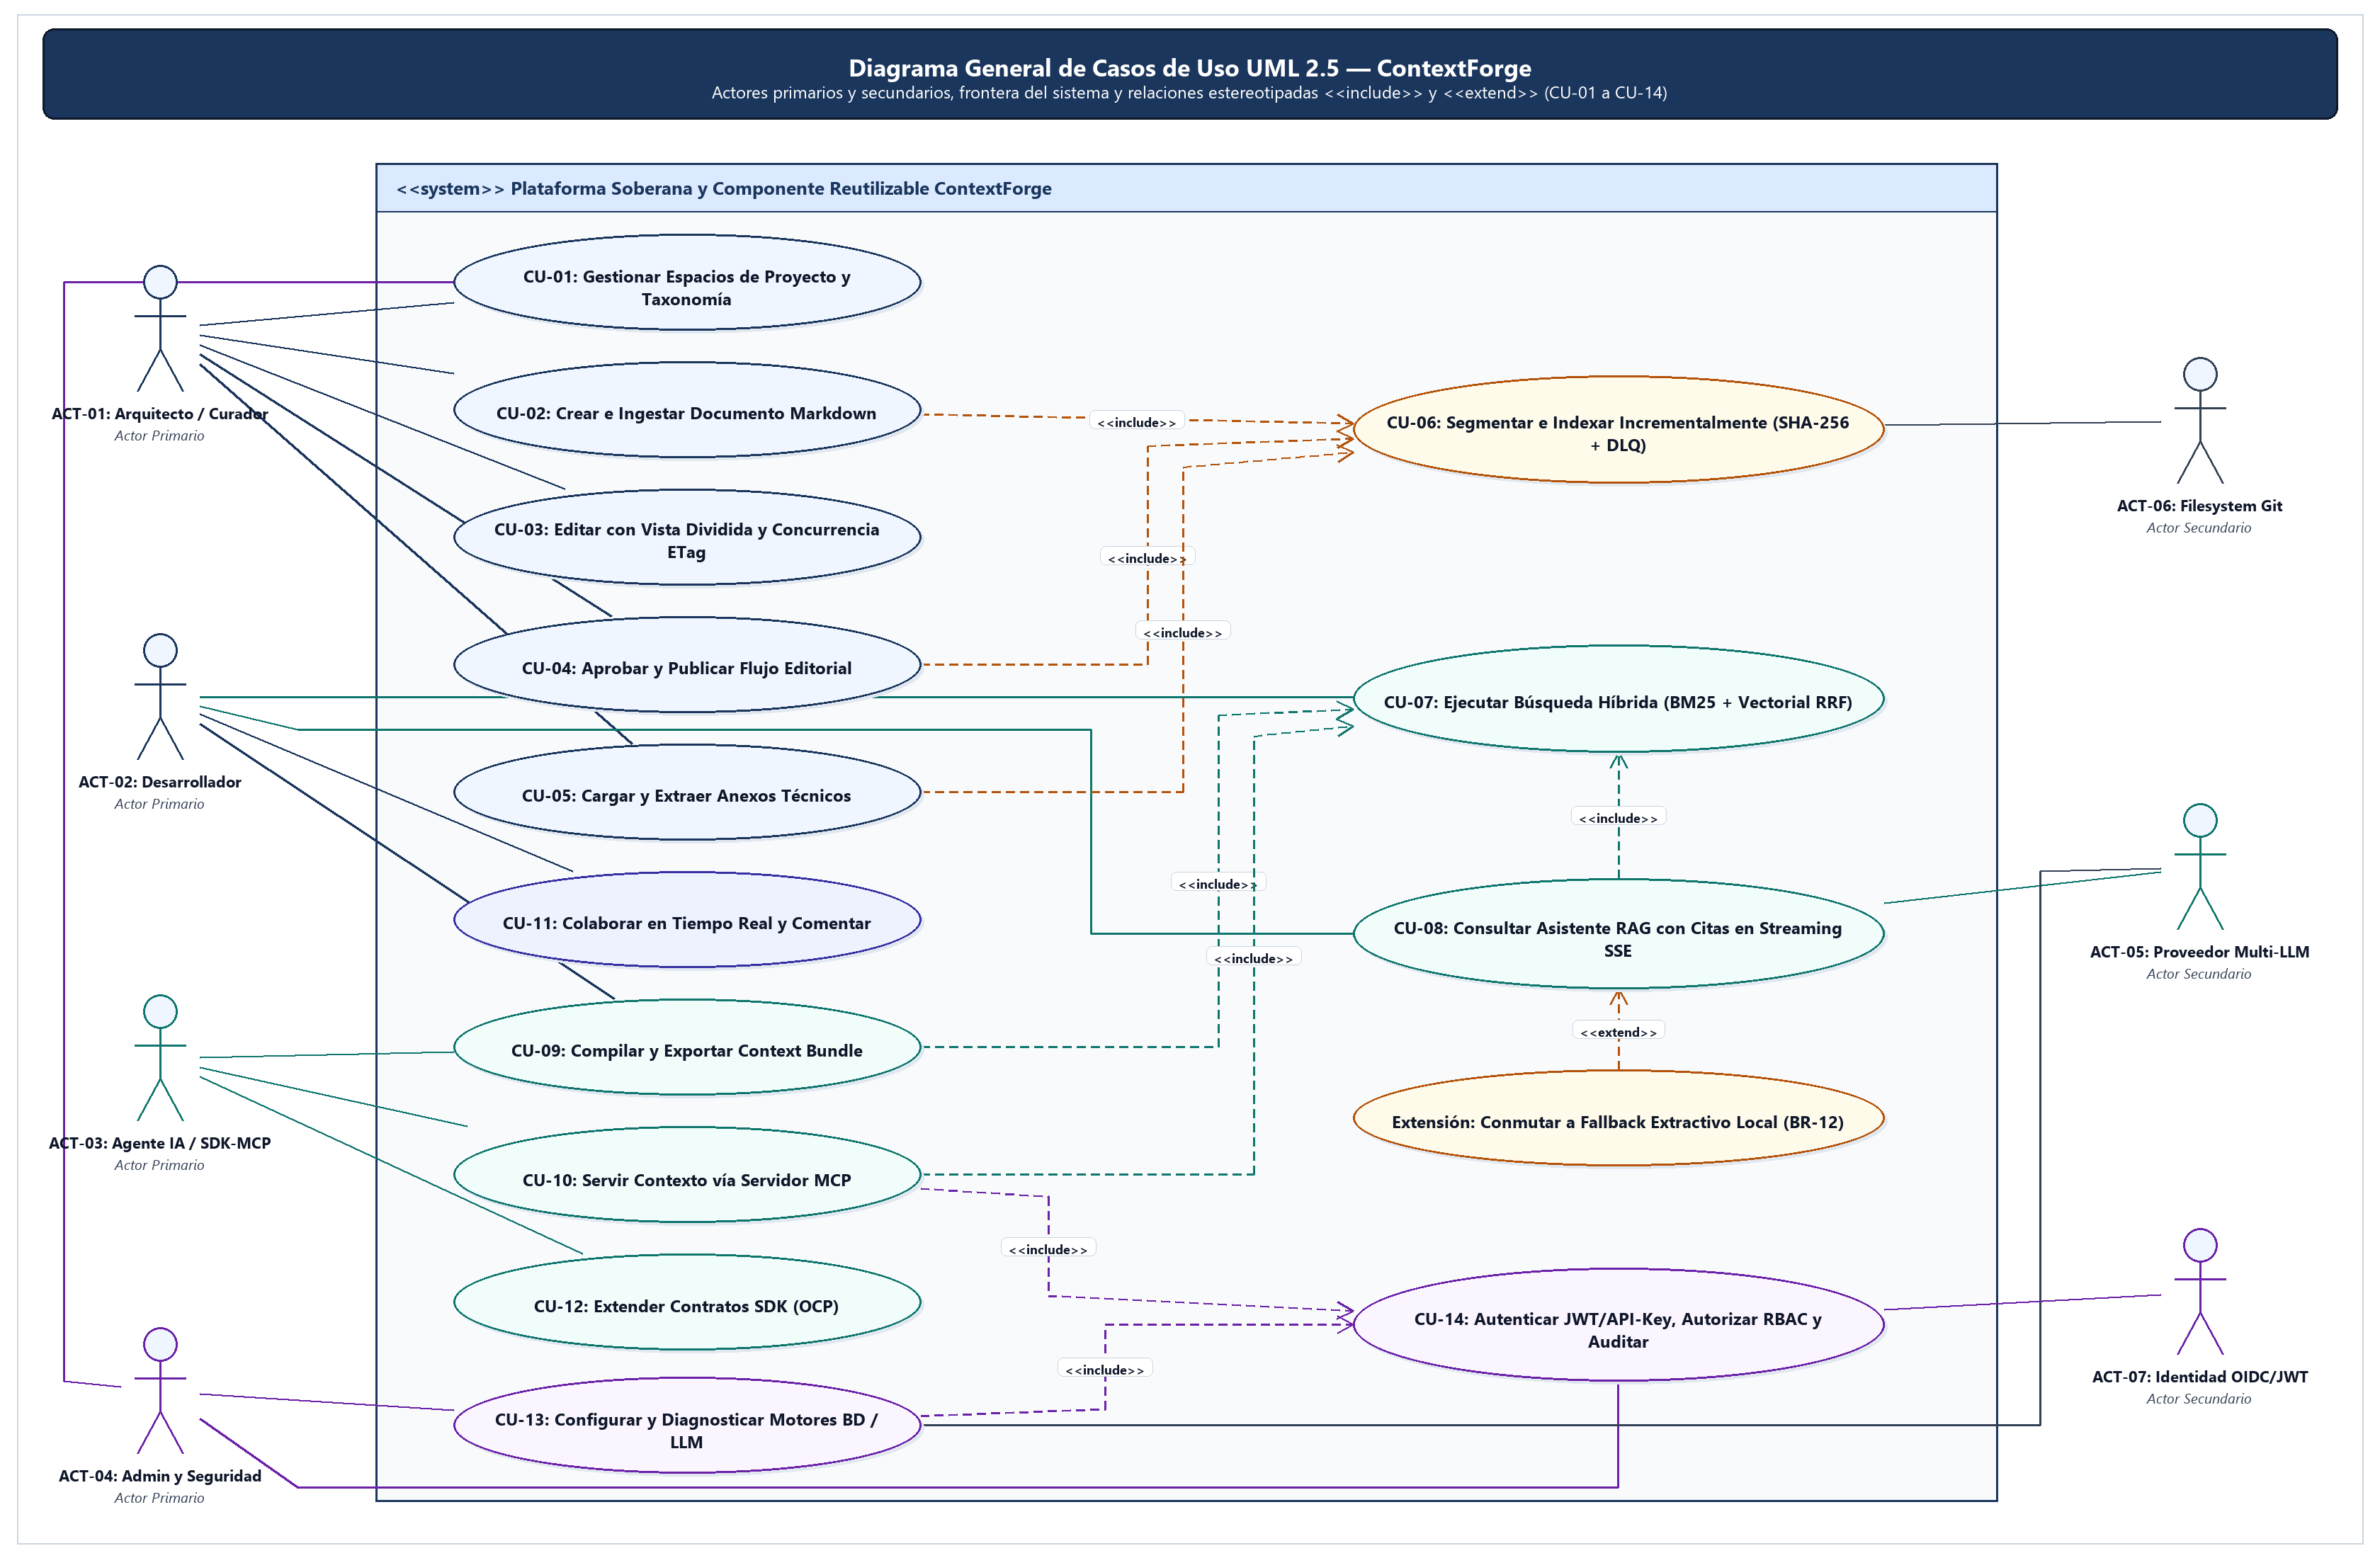 Diagrama General de Casos de Uso UML 2.5 — ContextForge
Actores primarios y secundarios, frontera del sistema y relaciones estereotipadas <<include>> y <<extend>> (CU-01 a CU-14)
<<system>> Plataforma Soberana y Componente Reutilizable ContextForge
ACT-01: Arquitecto / Curador
Actor Primario
ACT-02: Desarrollador
Actor Primario
ACT-03: Agente IA / SDK-MCP
Actor Primario
ACT-04: Admin y Seguridad
Actor Primario
CU-01: Gestionar Espacios de Proyecto y
Taxonomía
CU-02: Crear e Ingestar Documento Markdown
CU-03: Editar con Vista Dividida y Concurrencia
ETag
CU-04: Aprobar y Publicar Flujo Editorial
CU-05: Cargar y Extraer Anexos Técnicos
CU-11: Colaborar en Tiempo Real y Comentar
CU-09: Compilar y Exportar Context Bundle
CU-10: Servir Contexto vía Servidor MCP
CU-12: Extender Contratos SDK (OCP)
CU-13: Configurar y Diagnosticar Motores BD /
LLM
<<include>>
<<include>>
<<include>>
<<include>>
<<include>>
<<include>>
<<include>>
CU-06: Segmentar e Indexar Incrementalmente (SHA-256
+ DLQ)
CU-07: Ejecutar Búsqueda Híbrida (BM25 + Vectorial RRF)
<<include>>
CU-08: Consultar Asistente RAG con Citas en Streaming
SSE
<<extend>>
Extensión: Conmutar a Fallback Extractivo Local (BR-12)
CU-14: Autenticar JWT/API-Key, Autorizar RBAC y
Auditar
ACT-06: Filesystem Git
Actor Secundario
ACT-05: Proveedor Multi-LLM
Actor Secundario
ACT-07: Identidad OIDC/JWT
Actor Secundario